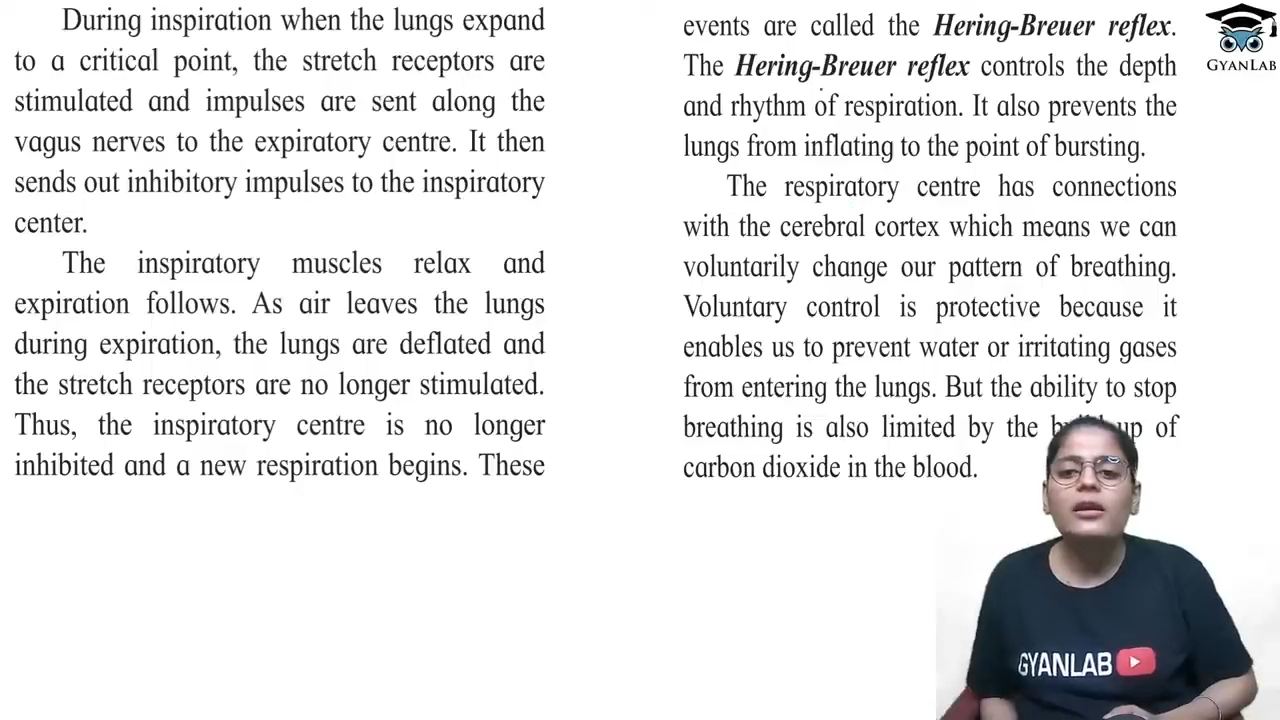 During inspiration when the lungs expand
to a critical point, the stretch receptors are
stimulated and impulses are sent along the
vagus nerves to the expiratory centre. It then
sends out inhibitory impulses to the inspiratory
center.
The inspiratory muscles relax and
expiration follows. As air leaves the lungs
during expiration, the lungs are deflated and
the stretch receptors are no longer stimulated.
Thus, the inspiratory centre is no longer
inhibited and a new respiration begins. These
events are called the Hering-Breuer reflex.
The Hering-Breuer reflex controls the depth
and rhythm of respiration. It also prevents the
lungs from inflating to the point of bursting.
The respiratory centre has connections
with the cerebral cortex which means we can
voluntarily change our pattern of breathing.
Voluntary control is protective because it
enables us to prevent water or irritating gases
from entering the lungs. But the ability to stop
breathing is also limited by the up of
carbon dioxide in the blood.
GYANLAB
GYANLAB